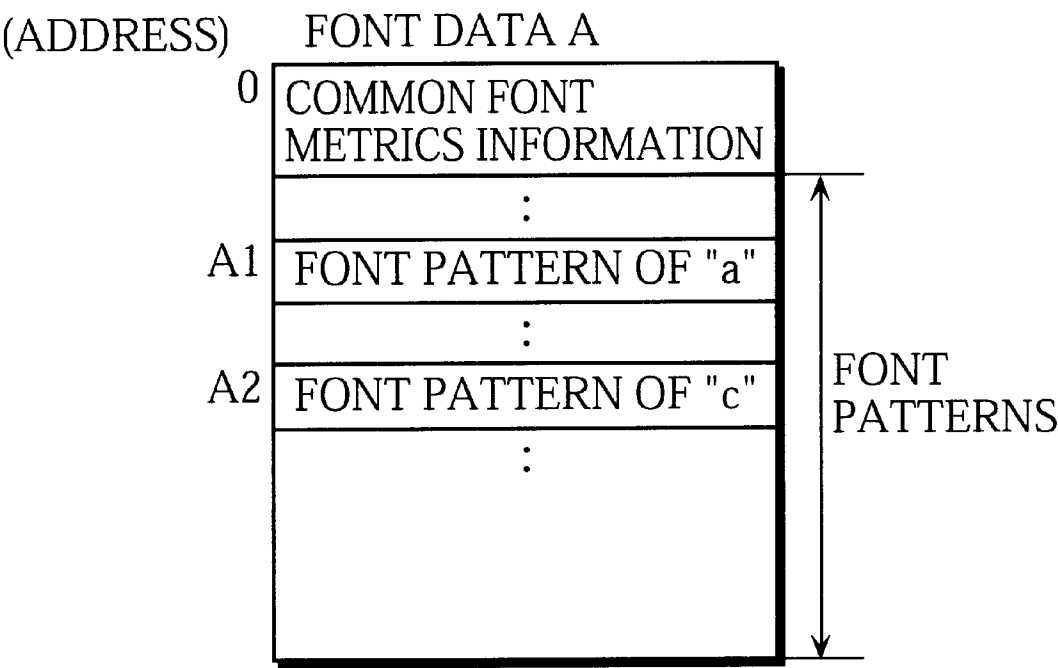 (ADDRESS) FONT DATA A
0 COMMON FONT
METRICS INFORMATION
:
A1 FONT PATTERN OF "a"
:
A2 FONT PATTERN OF "c"
:
FONT
PATTERNS